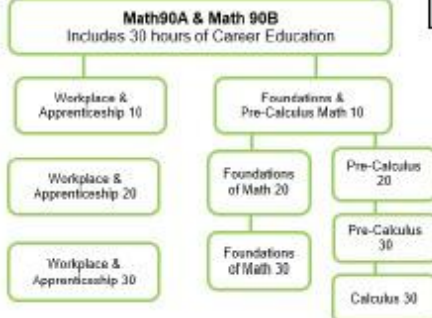 Math90A & Math 90B
Includes 30 hours of Career Education
Workplace &
Apprenticeship 10
Foundations &
Pre-Calculus Math 10
Workplace &
Apprenticeship 20
Foundations
of Math 20
Pre-Calculus
20
Workplace &
Apprenticeship 30
Foundations
of Math 30
Pre-Calculus
30
Calculus 30